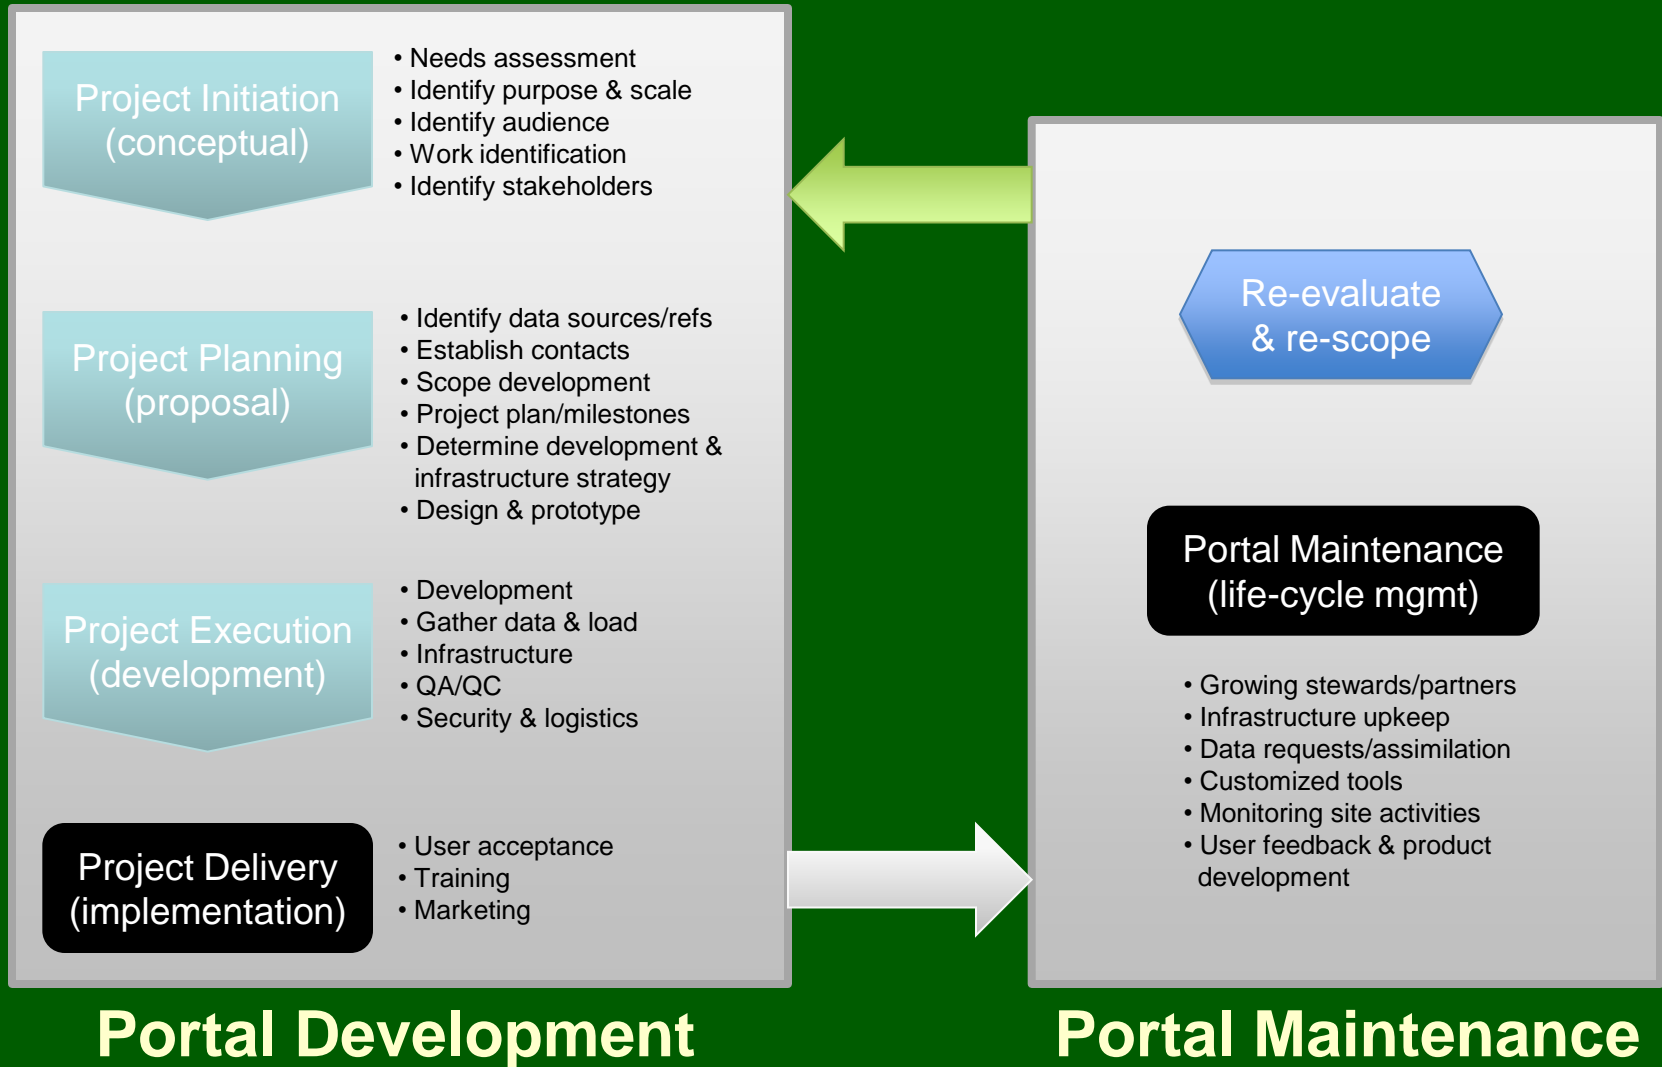 Project Initiation
(conceptual)
• Needs assessment
• Identify purpose & scale
• Identify audience
• Work identification
• Identify stakeholders
Project Planning
(proposal)
• Identify data sources/refs
• Establish contacts
• Scope development
• Project plan/milestones
• Determine development &
infrastructure strategy
• Design & prototype
Project Execution
(development)
• Development
• Gather data & load
• Infrastructure
• QA/QC
• Security & logistics
Project Delivery
(implementation)
• User acceptance
• Training
• Marketing
Portal Development
Re-evaluate
& re-scope
Portal Maintenance
(life-cycle mgmt)
• Growing stewards/partners
• Infrastructure upkeep
• Data requests/assimilation
• Customized tools
• Monitoring site activities
• User feedback & product
development
Portal Maintenance